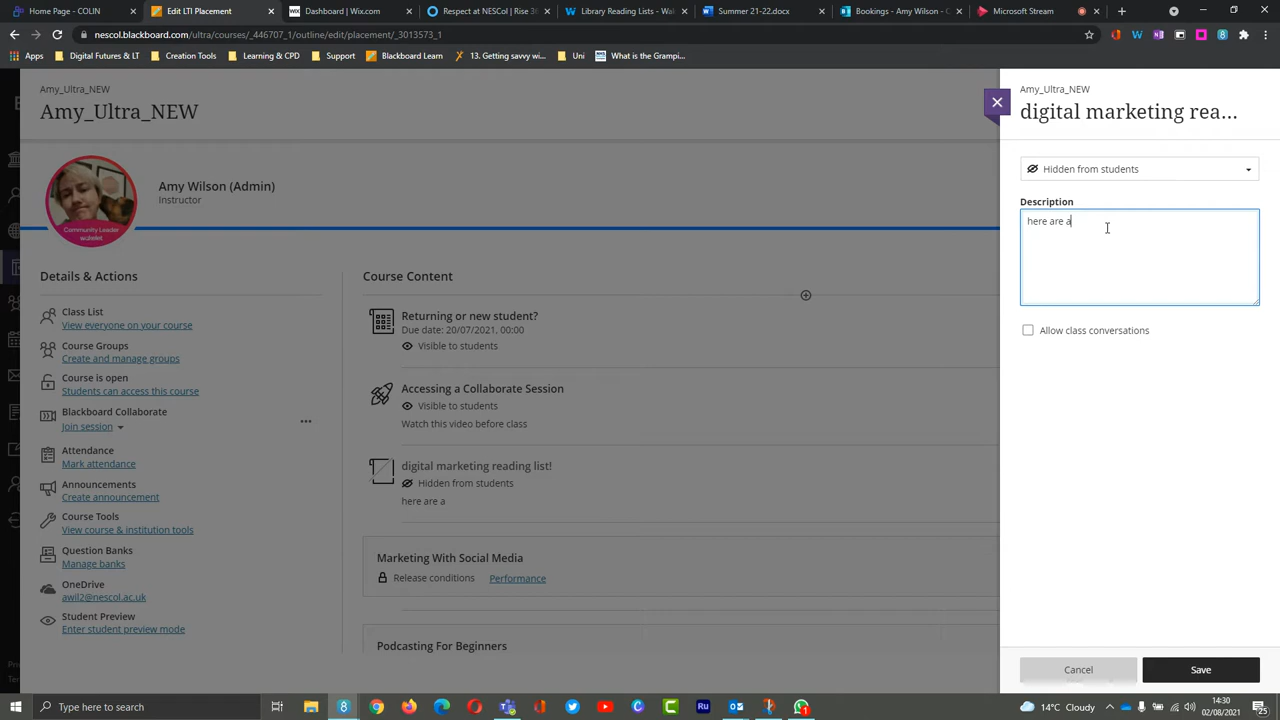 Edit LTI Placement
Description | Wix.com
Respect at NESCol | Rise 36
Library Reading Lists - Wa
Summer 21-22.docx
Bookings - Amy Wilson - C
Microsoft Stream
nescol.blackboard.com/ultra/courses/_446707_1/outline/edit/placement/_3013573_1
Apps
Digital Futures & LT
Creation Tools
Learning & CPD
Support
Blackboard Learn
13. Getting savvy wi...
Uni
What is the Grampi...
Amy_Ultra_NEW
Amy_Ultra_NEW
Community Leader
wakelet
Amy Wilson (Admin)
Instructor
Details & Actions
Class List
View everyone on your course
Course Groups
Create and manage groups
Course is open
Students can access this course
Blackboard Collaborate
Join session
Attendance
Mark attendance
Announcements
Create announcement
Course Tools
View course & institution tools
Question Banks
Manage banks
OneDrive
awil2@nescol.ac.uk
Student Preview
Enter student preview mode
Course Content
Returning or new student?
Due date: 20/07/2021, 00:00
Visible to students
Accessing a Collaborate Session
Visible to students
Watch this video before class
digital marketing reading list!
Hidden from students
here are a
Marketing With Social Media
Release conditions Performance
Podcasting For Beginners
Amy_Ultra_NEW
digital marketing rea...
Hidden from students
Description
here are a
Allow class conversations
Cancel
Save
Type here to search
14°C Cloudy
14:30
02/08/2021